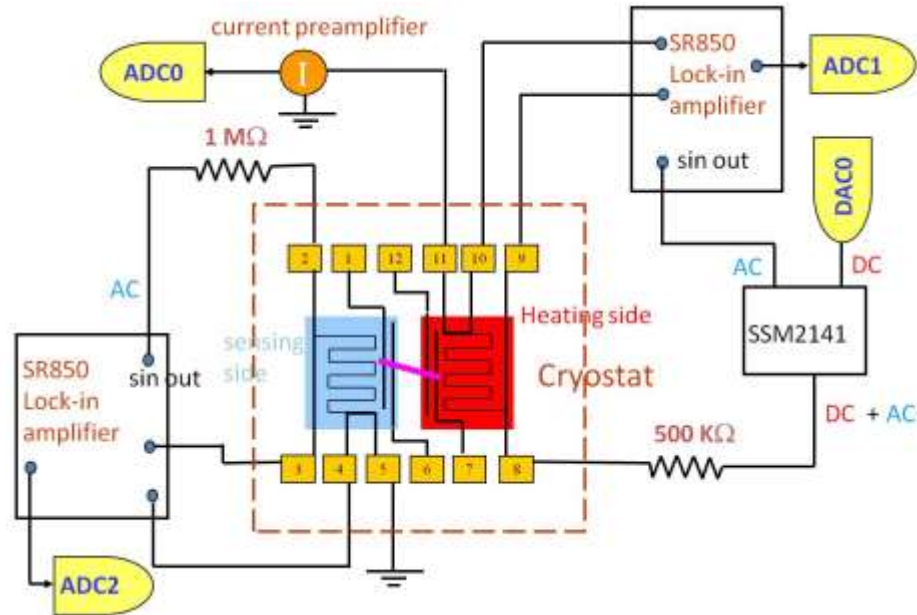 current preamplifier
ADC0
I
1 MΩ
SR850
Lock-in
amplifier
ADC1
sin out
DAC0
AC
DC
SSM2141
DC + AC
500 KΩ
2
1
12
11
10
9
AC
sensing
side
Heating side
Cryostat
sin out
SR850
Lock-in
amplifier
3
4
5
6
7
8
ADC2